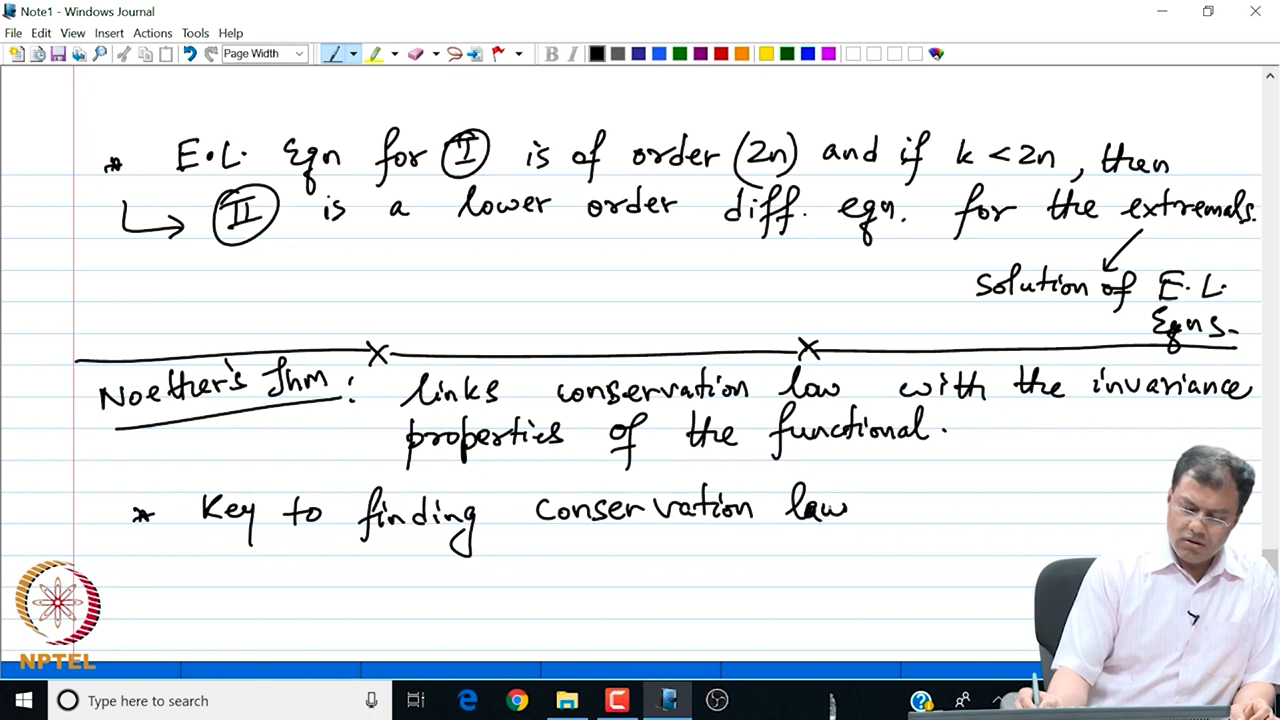 Note1 - Windows Journal
File Edit View Insert Actions Tools Help
Page Width
B I
* E.L. Eqn for I is of order (2n) and if k < 2n, then
II is a lower order diff. eqn. for the extremals.
Solution of E.L.
Eqns.
Noether's Thm: links conservation law with the invariance
properties of the functional.
* Key to finding conservation law
NPTEL
Type here to search